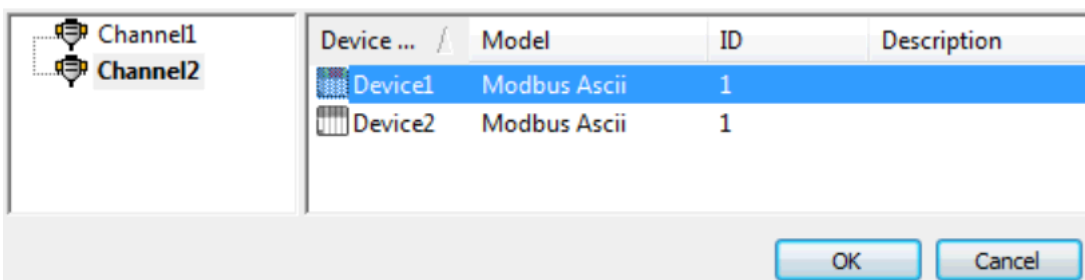 Channel1
Channel2
Device ... Model ID Description
Device1 Modbus Ascii 1
Device2 Modbus Ascii 1
OK Cancel